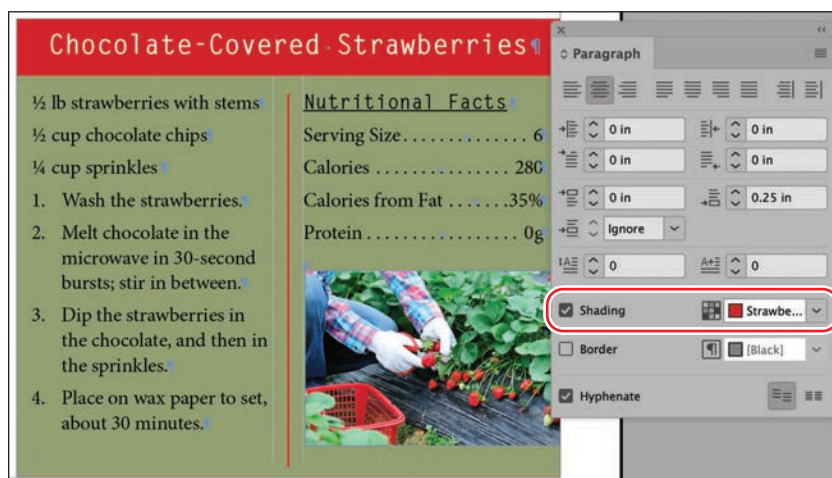 Chocolate-Covered Strawberries¶
½ lb strawberries with stems¶
½ cup chocolate chips¶
¼ cup sprinkles¶
1. Wash the strawberries.¶
2. Melt chocolate in the
microwave in 30-second
bursts; stir in between.¶
3. Dip the strawberries in
the chocolate, and then in
the sprinkles.¶
4. Place on wax paper to set,
about 30 minutes.¶
Nutritional Facts¶
Serving Size . . . . . . . . . . . . 6¶
Calories . . . . . . . . . . . . . . . 280¶
Calories from Fat . . . . . . .35%¶
Protein . . . . . . . . . . . . . . . . 0g¶
Paragraph
0 in 0 in
0 in 0 in
0 in 0.25 in
Ignore
0 0
Shading Strawbe...
Border [Black]
Hyphenate